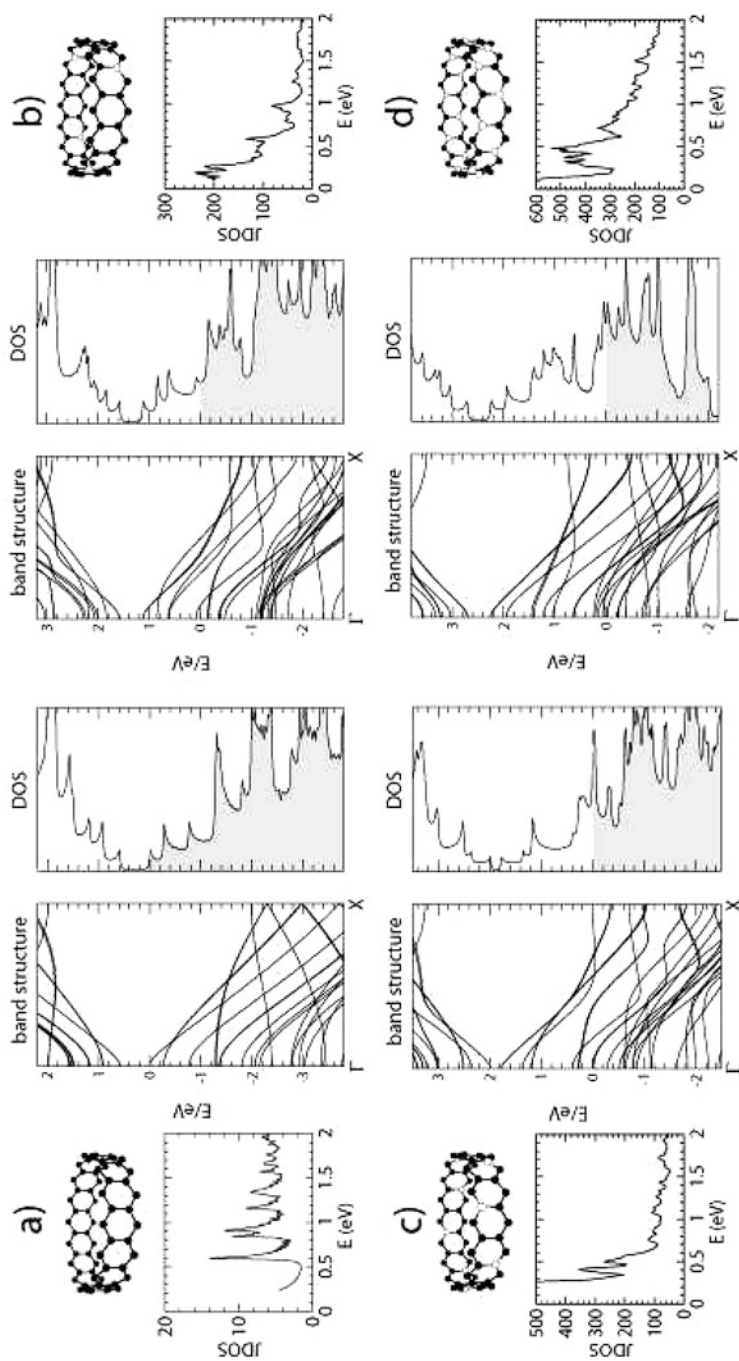 a)
20
10
0
JDOS
0 0.5 1 1.5 2
E (eV)
band structure
E/eV
2
1
0
-1
-2
-3
Γ X
DOS
band structure
E/eV
3
2
1
0
-1
-2
Γ X
DOS
b)
300
200
100
0
JDOS
0 0.5 1 1.5 2
E (eV)
c)
500
400
300
200
100
0
JDOS
0 0.5 1 1.5 2
E (eV)
band structure
E/eV
3
2
1
0
-1
-2
Γ X
DOS
band structure
E/eV
3
2
1
0
-1
-2
Γ X
DOS
d)
600
500
400
300
200
100
0
JDOS
0 0.5 1 1.5 2
E (eV)